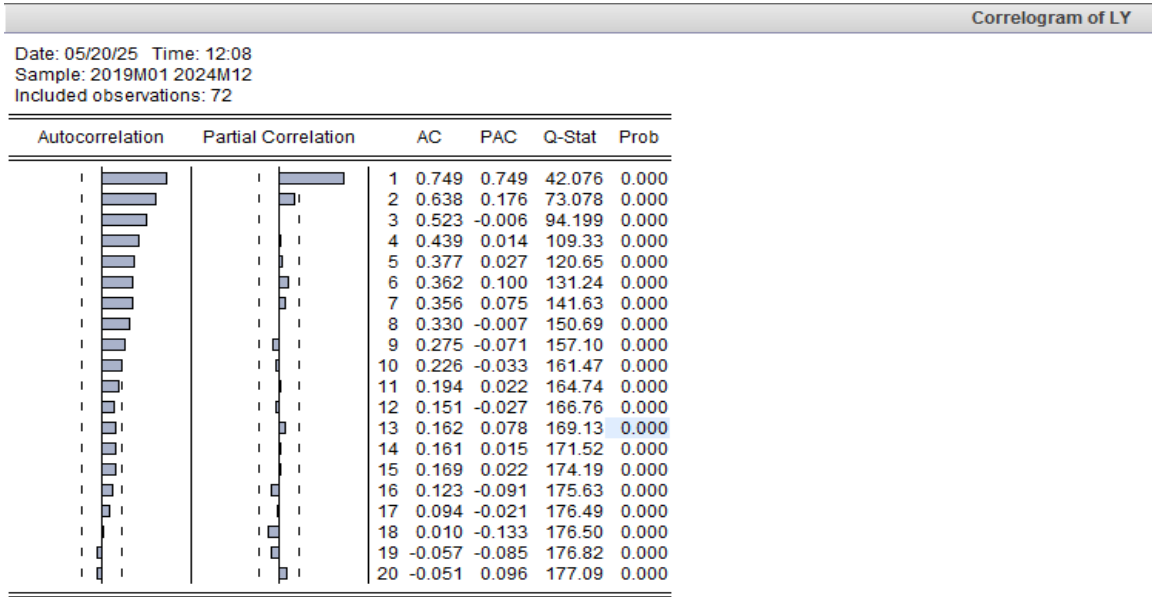 Correlogram of LY
Date: 05/20/25 Time: 12:08
Sample: 2019M01 2024M12
Included observations: 72
Autocorrelation Partial Correlation AC PAC Q-Stat Prob
1 0.749 0.749 42.076 0.000
2 0.638 0.176 73.078 0.000
3 0.523 -0.006 94.199 0.000
4 0.439 0.014 109.33 0.000
5 0.377 0.027 120.65 0.000
6 0.362 0.100 131.24 0.000
7 0.356 0.075 141.63 0.000
8 0.330 -0.007 150.69 0.000
9 0.275 -0.071 157.10 0.000
10 0.226 -0.033 161.47 0.000
11 0.194 0.022 164.74 0.000
12 0.151 -0.027 166.76 0.000
13 0.162 0.078 169.13 0.000
14 0.161 0.015 171.52 0.000
15 0.169 0.022 174.19 0.000
16 0.123 -0.091 175.63 0.000
17 0.094 -0.021 176.49 0.000
18 0.010 -0.133 176.50 0.000
19 -0.057 -0.085 176.82 0.000
20 -0.051 0.096 177.09 0.000